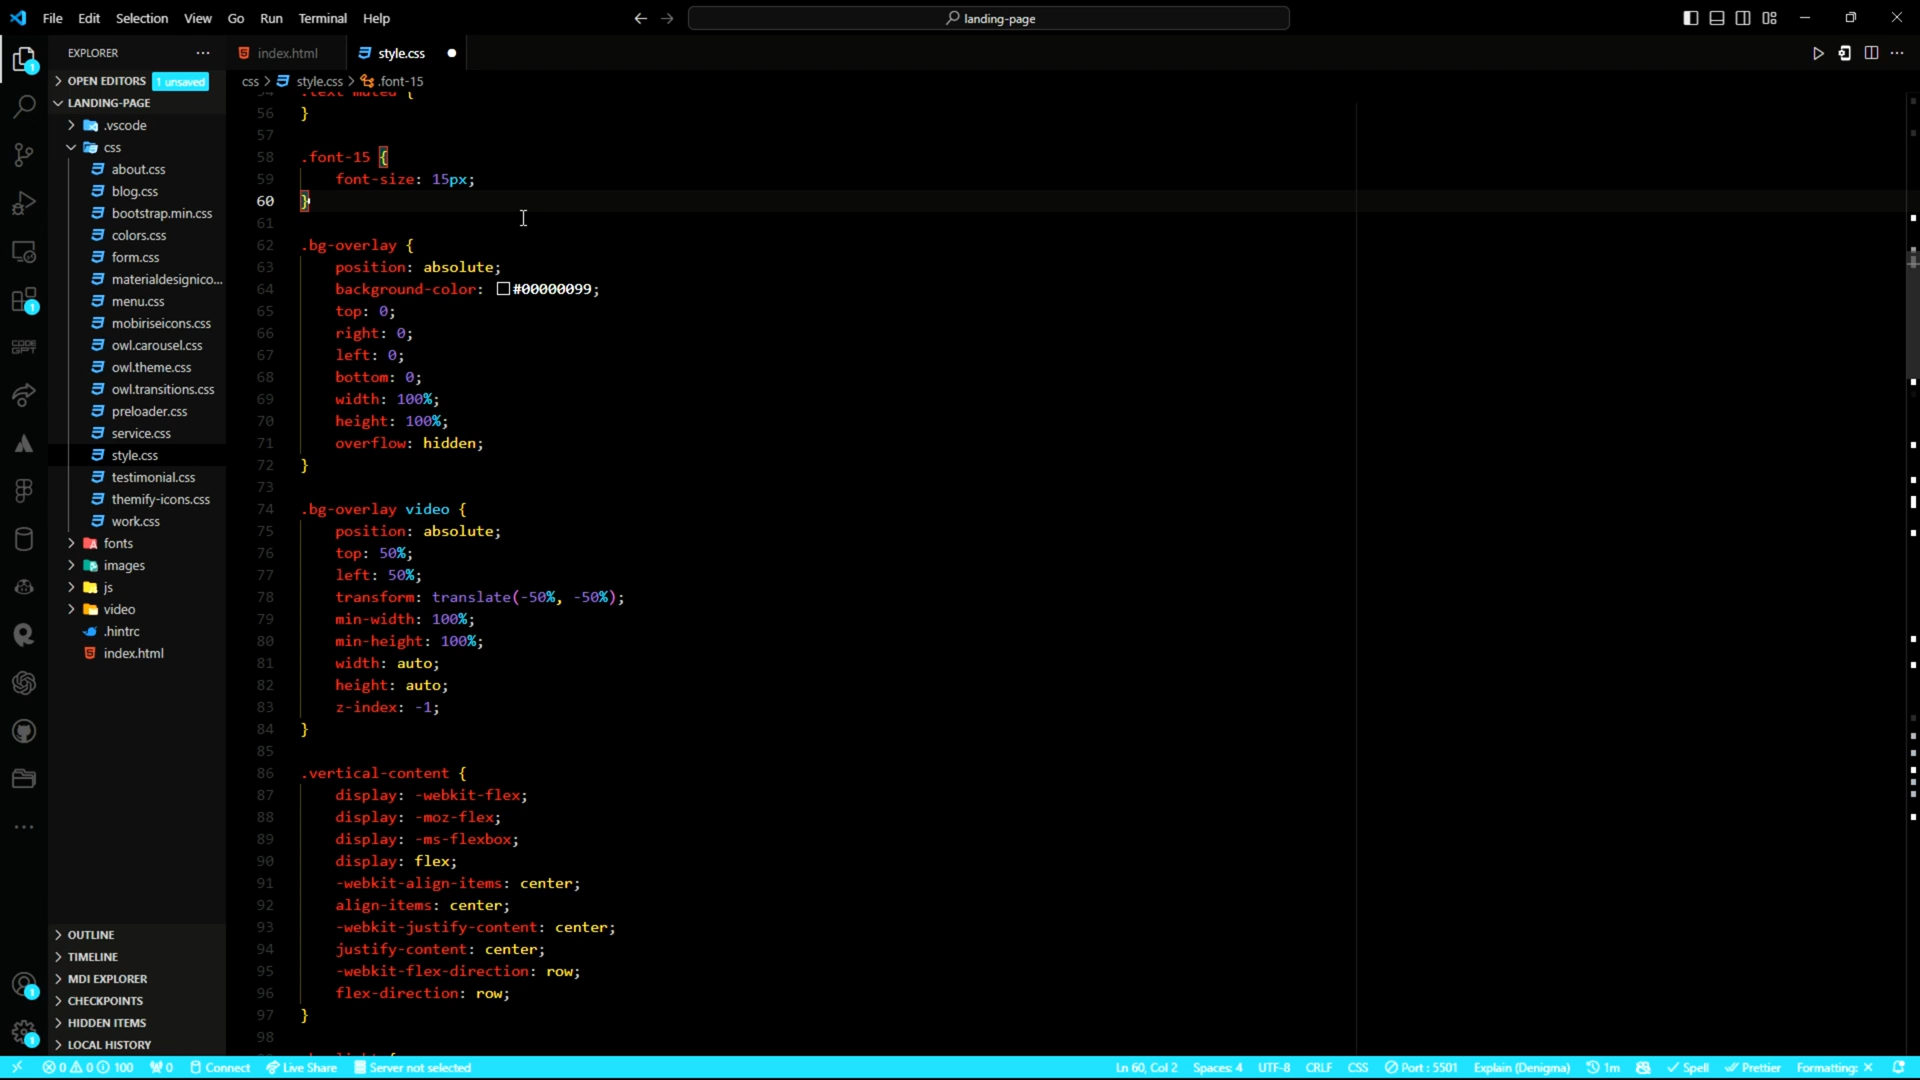 File Edit Selection View Go Run Terminal Help
landing-page
EXPLORER
index.html
style.css
OPEN EDITORS 1 unsaved
css > style.css > .font-15
LANDING-PAGE
.vscode
css
about.css
blog.css
bootstrap.min.css
colors.css
form.css
materialdesignico...
menu.css
mobiriseicons.css
owl.carousel.css
owl.theme.css
owl.transitions.css
preloader.css
service.css
style.css
testimonial.css
themify-icons.css
work.css
fonts
images
js
video
.hintrc
index.html
OUTLINE
TIMELINE
MDI EXPLORER
CHECKPOINTS
HIDDEN ITEMS
LOCAL HISTORY
CODE
GPT
56 }
57
58 .font-15 {
59 font-size: 15px;
60 }
61
62 .bg-overlay {
63 position: absolute;
64 background-color: #00000099;
65 top: 0;
66 right: 0;
67 left: 0;
68 bottom: 0;
69 width: 100%;
70 height: 100%;
71 overflow: hidden;
72 }
73
74 .bg-overlay video {
75 position: absolute;
76 top: 50%;
77 left: 50%;
78 transform: translate(-50%, -50%);
79 min-width: 100%;
80 min-height: 100%;
81 width: auto;
82 height: auto;
83 z-index: -1;
84 }
85
86 .vertical-content {
87 display: -webkit-flex;
88 display: -moz-flex;
89 display: -ms-flexbox;
90 display: flex;
91 -webkit-align-items: center;
92 align-items: center;
93 -webkit-justify-content: center;
94 justify-content: center;
95 -webkit-flex-direction: row;
96 flex-direction: row;
97 }
98
0 0 100 0 Connect Live Share Server not selected Ln 60, Col 2 Spaces: 4 UTF-8 CRLF CSS Port : 5501 Explain (Denigma) 1m Spell Prettier Formatting: ×